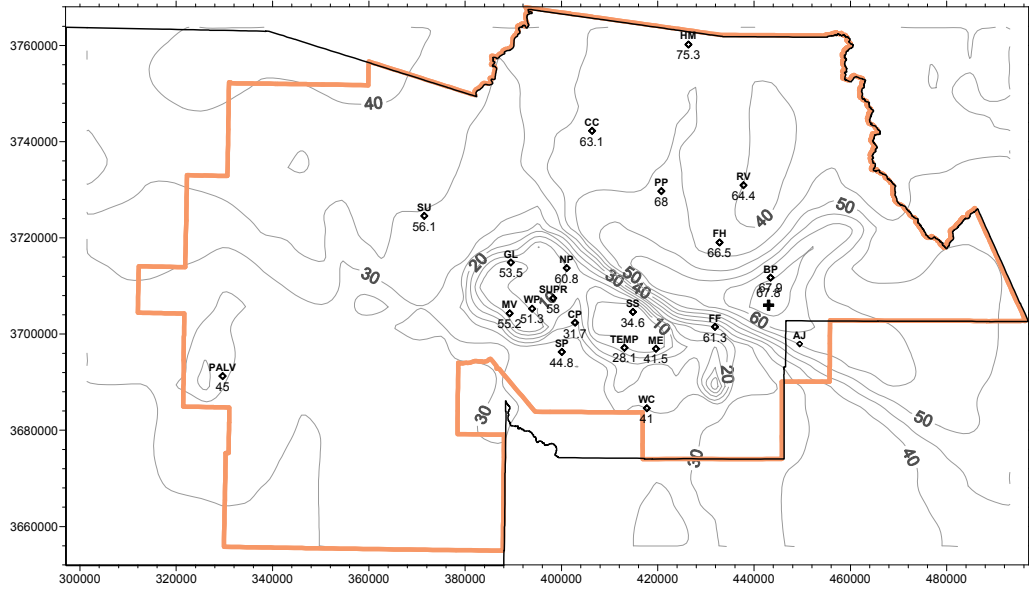 3760000
3740000
3720000
3700000
3680000
3660000
300000
320000
340000
360000
380000
400000
420000
440000
460000
480000
HM
75.3
40
CC
63.1
PP
68
RV
64.4
SU
56.1
40
50
FH
66.5
30
20
GL
53.5
NP
60.8
50
30
40
BP
67.9
67.8
SUPR
58
10
MV
55.2
WP
51.3
CP
31.7
SS
34.6
10
FF
61.3
60
AJ
SP
44.8
TEMP
28.1
ME
41.5
PALV
45
20
WC
41
30
50
30
40